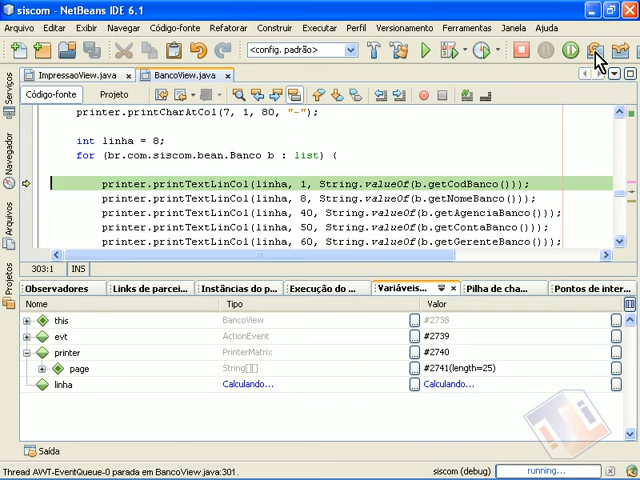 siscom - NetBeans IDE 6.1
Arquivo Editar Navegar Código-fonte Refatorar Construir Executar Perfil Versionamento Ferramentas Janela Ajuda
<config. padrão>
ImpressaoView.java x BancoView.java x
Código-fonte Projeto
printer.printCharAtCol(7, 1, 80, "-");
int linha = 8;
for (br.com.siscom.bean.Banco b : list) {
printer.printTextLinCol(linha, 1, String.valueOf(b.getCodBanco()));
printer.printTextLinCol(linha, 8, String.valueOf(b.getNomeBanco());
printer.printTextLinCol(linha, 40, String.valueOf(b.getAgenciaBanco());
printer.printTextLinCol(linha, 50, String.valueOf(b.getContaBanco());
printer.printTextLinCol(linha, 60, String.valueOf(b.getGerenteBanco());
303:1 INS
Serviços
Navegador
Arquivos
Projetos
Observadores Links de parcei... Instâncias do p... Execução do ... Variáveis... Pilha de cha... Pontos de inter...
Nome Tipo Valor
this BancoView #2738
evt ActionEvent #2739
printer PrinterMatrix #2740
page String[][] #2741(length=25)
linha Calculando... Calculando...
Saída
Thread AWT-EventQueue-0 parada em BancoView.java:301. siscom (debug) running...